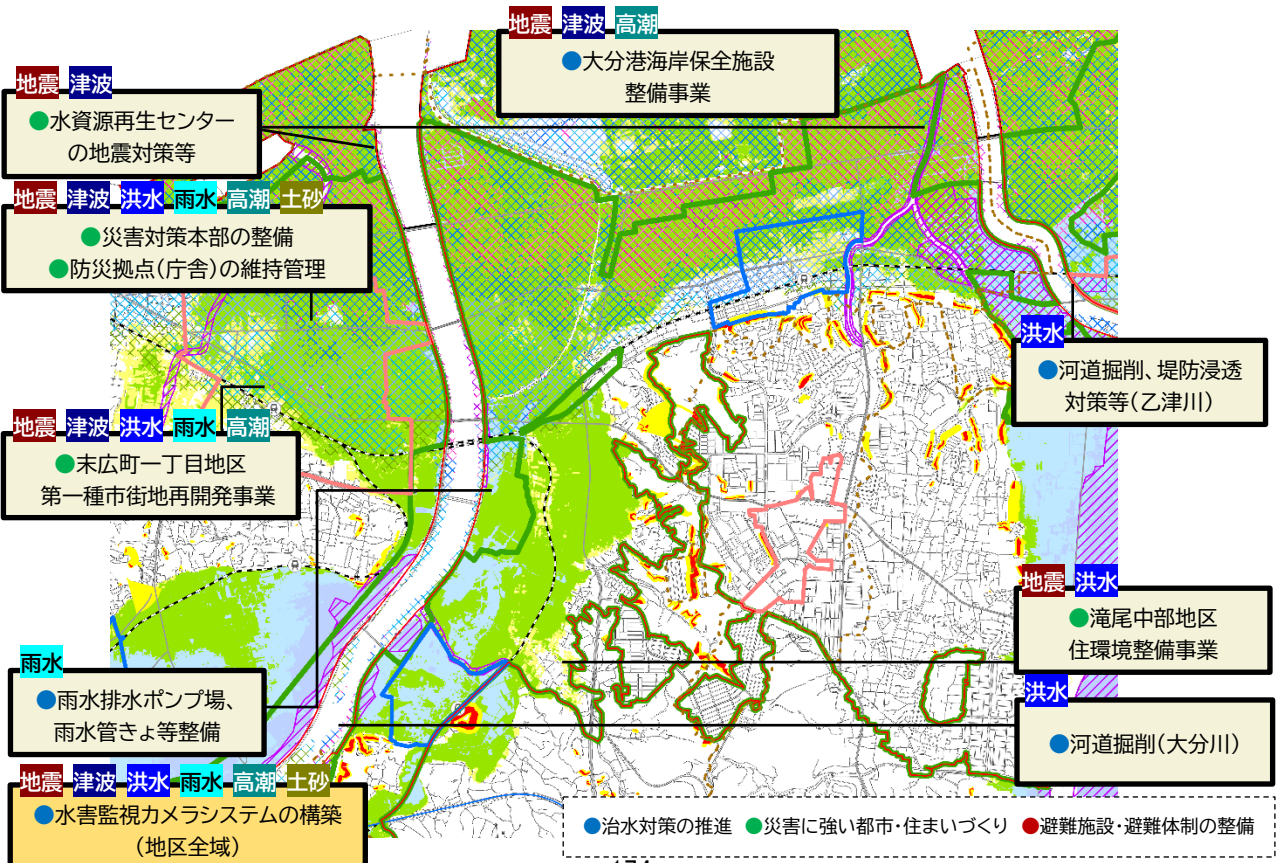 地震 津波 高潮
●大分港海岸保全施設
整備事業
地震 津波
●水資源再生センター
の地震対策等
地震 津波 洪水 雨水 高潮 土砂
●災害対策本部の整備
●防災拠点(庁舎)の維持管理
洪水
●河道掘削、堤防浸透
対策等(乙津川)
地震 津波 洪水 雨水 高潮
●末広町一丁目地区
第一種市街地再開発事業
地震 洪水
●滝尾中部地区
住環境整備事業
雨水
●雨水排水ポンプ場、
雨水管きょ等整備
洪水
●河道掘削(大分川)
地震 津波 洪水 雨水 高潮 土砂
●水害監視カメラシステムの構築
(地区全域)
●治水対策の推進 ●災害に強い都市・住まいづくり ●避難施設・避難体制の整備